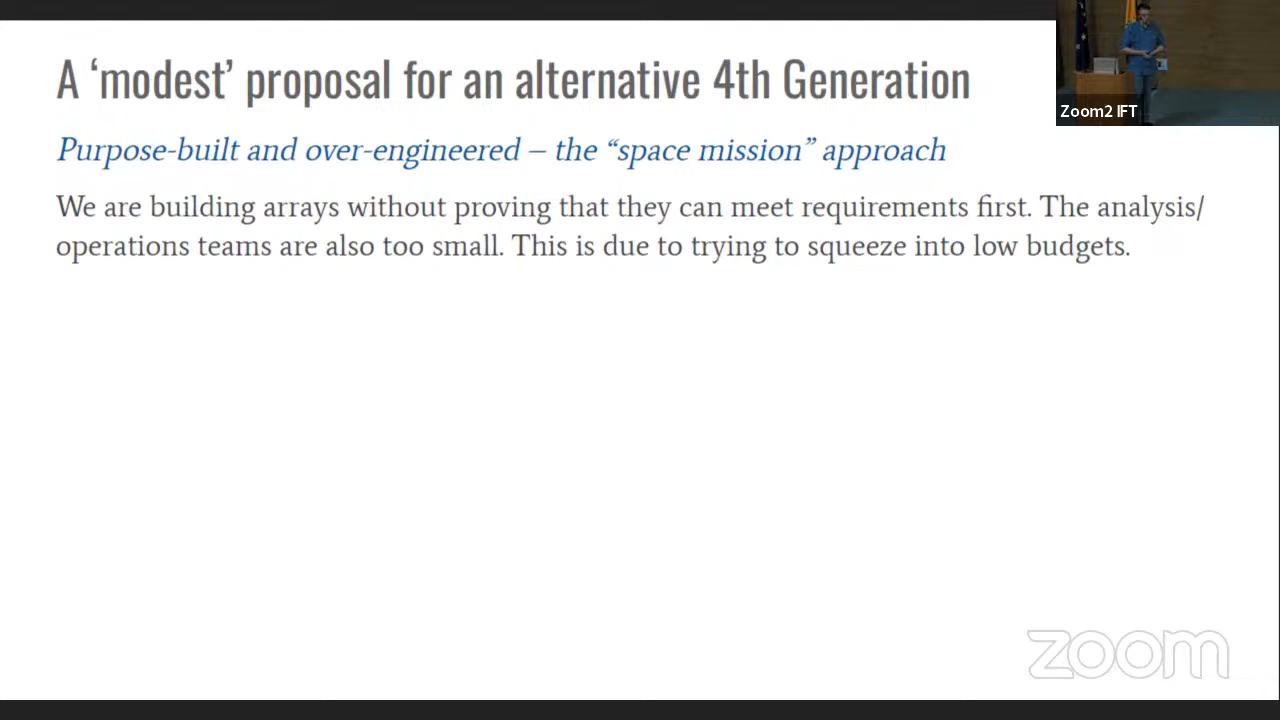 A ‘modest’ proposal for an alternative 4th Generation
Zoom2 IFT
Purpose-built and over-engineered – the “space mission” approach
We are building arrays without proving that they can meet requirements first. The analysis/
operations teams are also too small. This is due to trying to squeeze into low budgets.
zoom